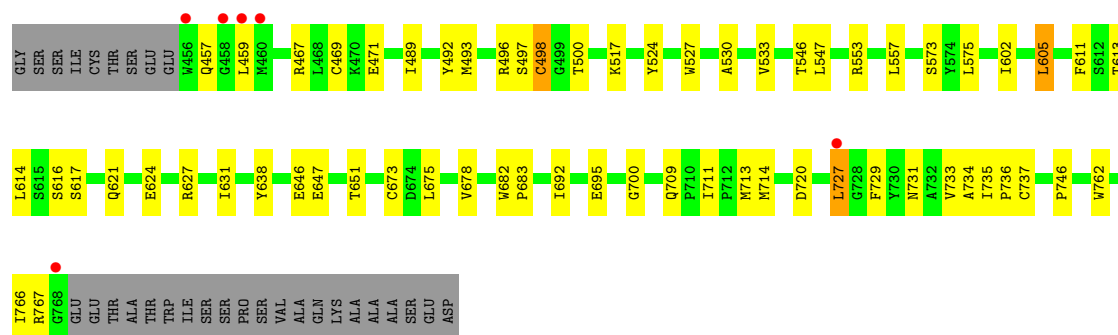 GLY SER SER ILE CYS THR SER GLU GLU W456 Q457 G458 L459 M460 R467 L468 C469 K470 E471 I489 Y492 M493 R496 S497 C498 G499 T500 K517 Y524 W527 A530 V533 T546 L547 R553 L557 S573 Y574 L575 I602 L605 F611 S612 T613
L614 S615 S616 S617 Q621 E624 R627 I631 Y638 E646 E647 T651 C673 D674 L675 V678 W682 P683 I692 E695 G700 Q709 P710 I711 P712 M713 M714 D720 L727 G728 F729 Y730 N731 A732 V733 A734 I735 P736 C737 P746 W762
I766 R767 G768 GLU GLU THR ALA THR TRP ILE SER SER PRO SER VAL ALA GLN LYS ALA ALA ALA SER GLU ASP